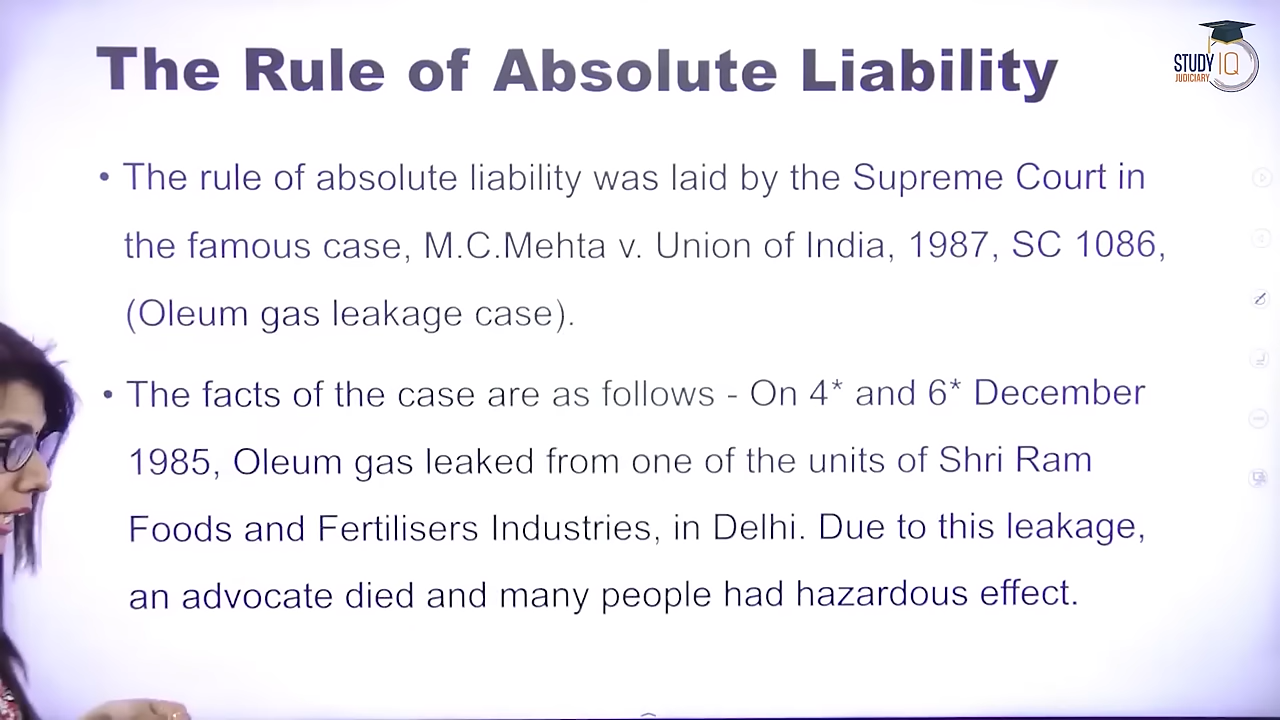 The Rule of Absolute Liability
STUDY IQ
JUDICIARY
• The rule of absolute liability was laid by the Supreme Court in
the famous case, M.C.Mehta v. Union of India, 1987, SC 1086,
(Oleum gas leakage case).
• The facts of the case are as follows - On 4* and 6* December
1985, Oleum gas leaked from one of the units of Shri Ram
Foods and Fertilisers Industries, in Delhi. Due to this leakage,
an advocate died and many people had hazardous effect.